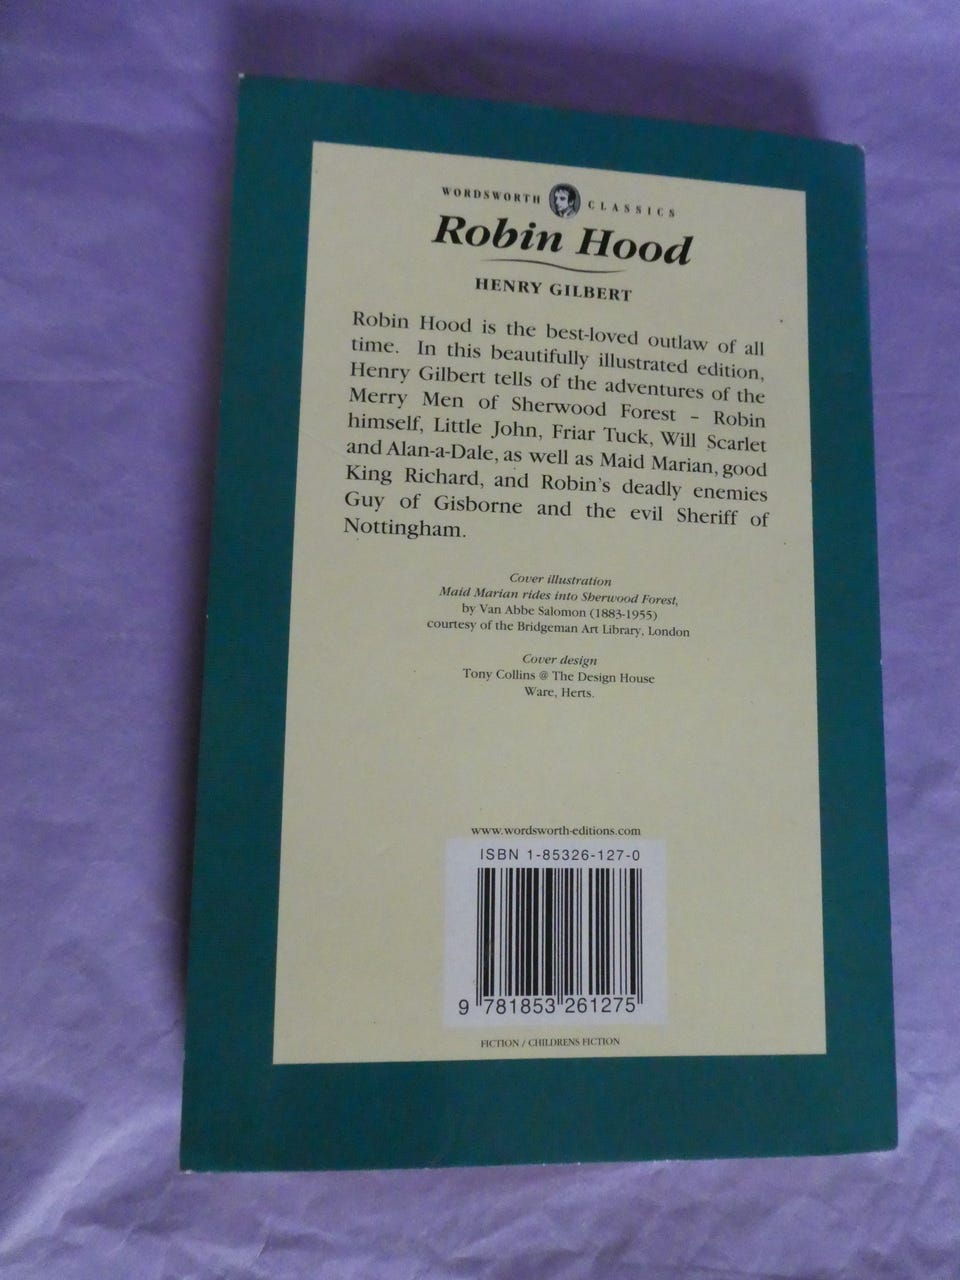 WORDSWORTH CLASSICS
Robin Hood
HENRY GILBERT
Robin Hood is the best-loved outlaw of all
time. In this beautifully illustrated edition,
Henry Gilbert tells of the adventures of the
Merry Men of Sherwood Forest – Robin
himself, Little John, Friar Tuck, Will Scarlet
and Alan-a-Dale, as well as Maid Marian, good
King Richard, and Robin's deadly enemies
Guy of Gisborne and the evil Sheriff of
Nottingham.
Cover illustration
Maid Marian rides into Sherwood Forest,
by Van Abbe Salomon (1883-1955)
courtesy of the Bridgeman Art Library, London
Cover design
Tony Collins @ The Design House
Ware, Herts.
www.wordsworth-editions.com
ISBN 1-85326-127-0
9 781853 261275
FICTION / CHILDRENS FICTION